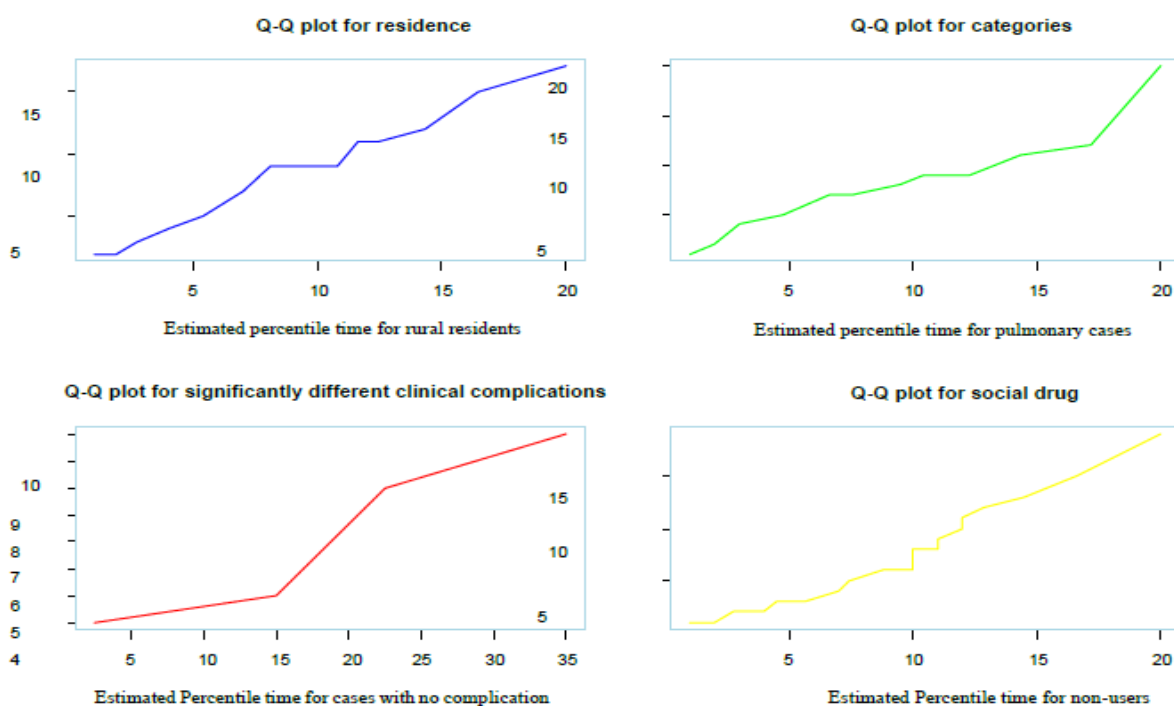 Q-Q plot for residence
15
10
5
5 10 15 20
Estimated percentile time for rural residents
Q-Q plot for categories
20
15
10
5
5 10 15 20
Estimated percentile time for pulmonary cases
Q-Q plot for significantly different clinical complications
10
9
8
7
6
5
4
5 10 15 20 25 30 35
Estimated Percentile time for cases with no complication
Q-Q plot for social drug
15
10
5
5 10 15 20
Estimated Percentile time for non-users